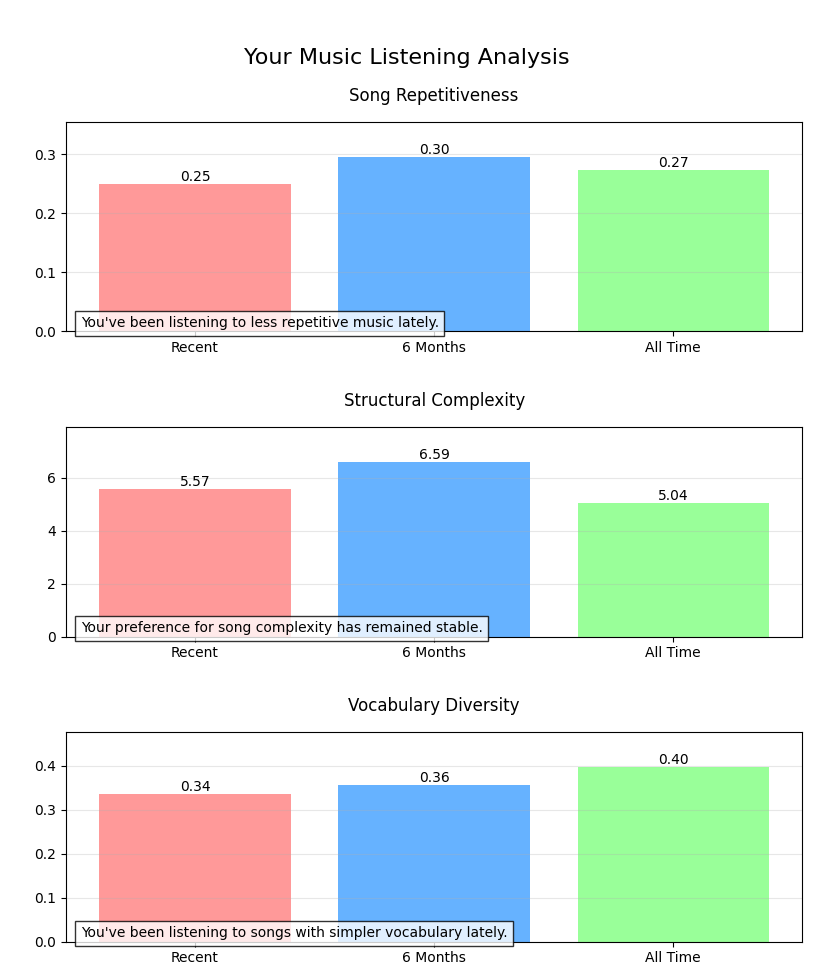 Your Music Listening Analysis
Song Repetitiveness
0.3
0.2
0.1
0.0
0.25
0.30
0.27
You've been listening to less repetitive music lately.
Recent
6 Months
All Time
Structural Complexity
6
4
2
0
5.57
6.59
5.04
Your preference for song complexity has remained stable.
Recent
6 Months
All Time
Vocabulary Diversity
0.4
0.3
0.2
0.1
0.0
0.34
0.36
0.40
You've been listening to songs with simpler vocabulary lately.
Recent
6 Months
All Time